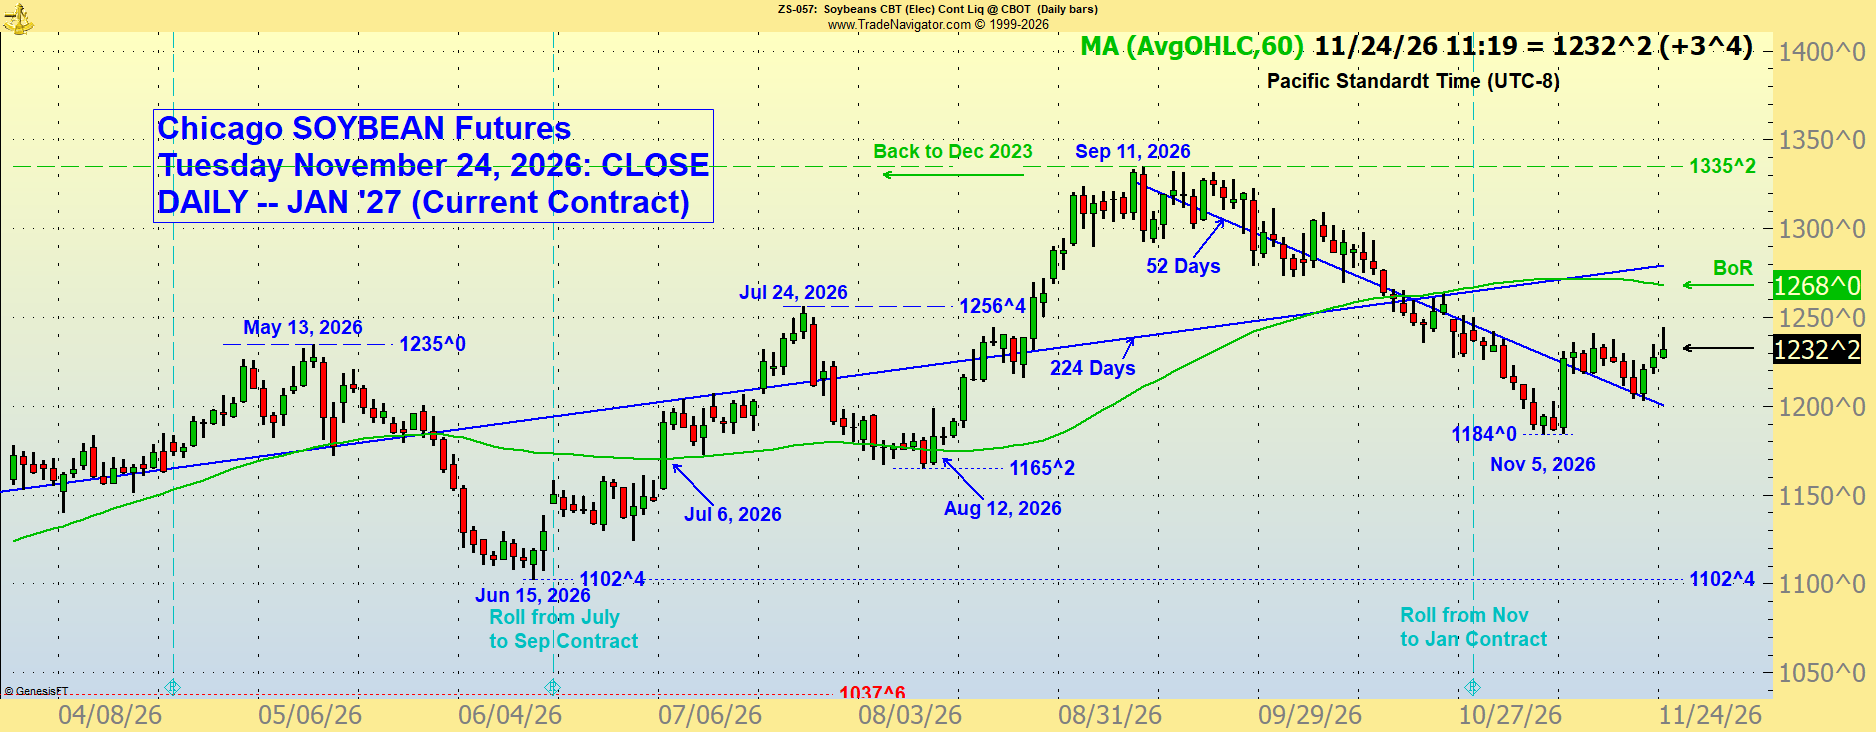 ZS-057: Soybeans CBT (Elec) Cont Liq @ CBOT (Daily bars)
www.TradeNavigator.com © 1999-2026
MA (AvgOHLC,60) 11/24/26 11:19 = 1232^2 (+3^4)
Pacific Standardt Time (UTC-8)
Chicago SOYBEAN Futures
Tuesday November 24, 2026: CLOSE
DAILY -- JAN '27 (Current Contract)
Back to Dec 2023
Sep 11, 2026
1335^2
52 Days
BoR
Jul 24, 2026
1256^4
May 13, 2026
1235^0
224 Days
1184^0
Nov 5, 2026
1165^2
Aug 12, 2026
Jul 6, 2026
1102^4
1102^4
Jun 15, 2026
Roll from July
to Sep Contract
Roll from Nov
to Jan Contract
1037^6
© GenesisFT
R
R
R
1400^0
1350^0
1300^0
1268^0
1250^0
1232^2
1200^0
1150^0
1100^0
1050^0
04/08/26
05/06/26
06/04/26
07/06/26
08/03/26
08/31/26
09/29/26
10/27/26
11/24/26